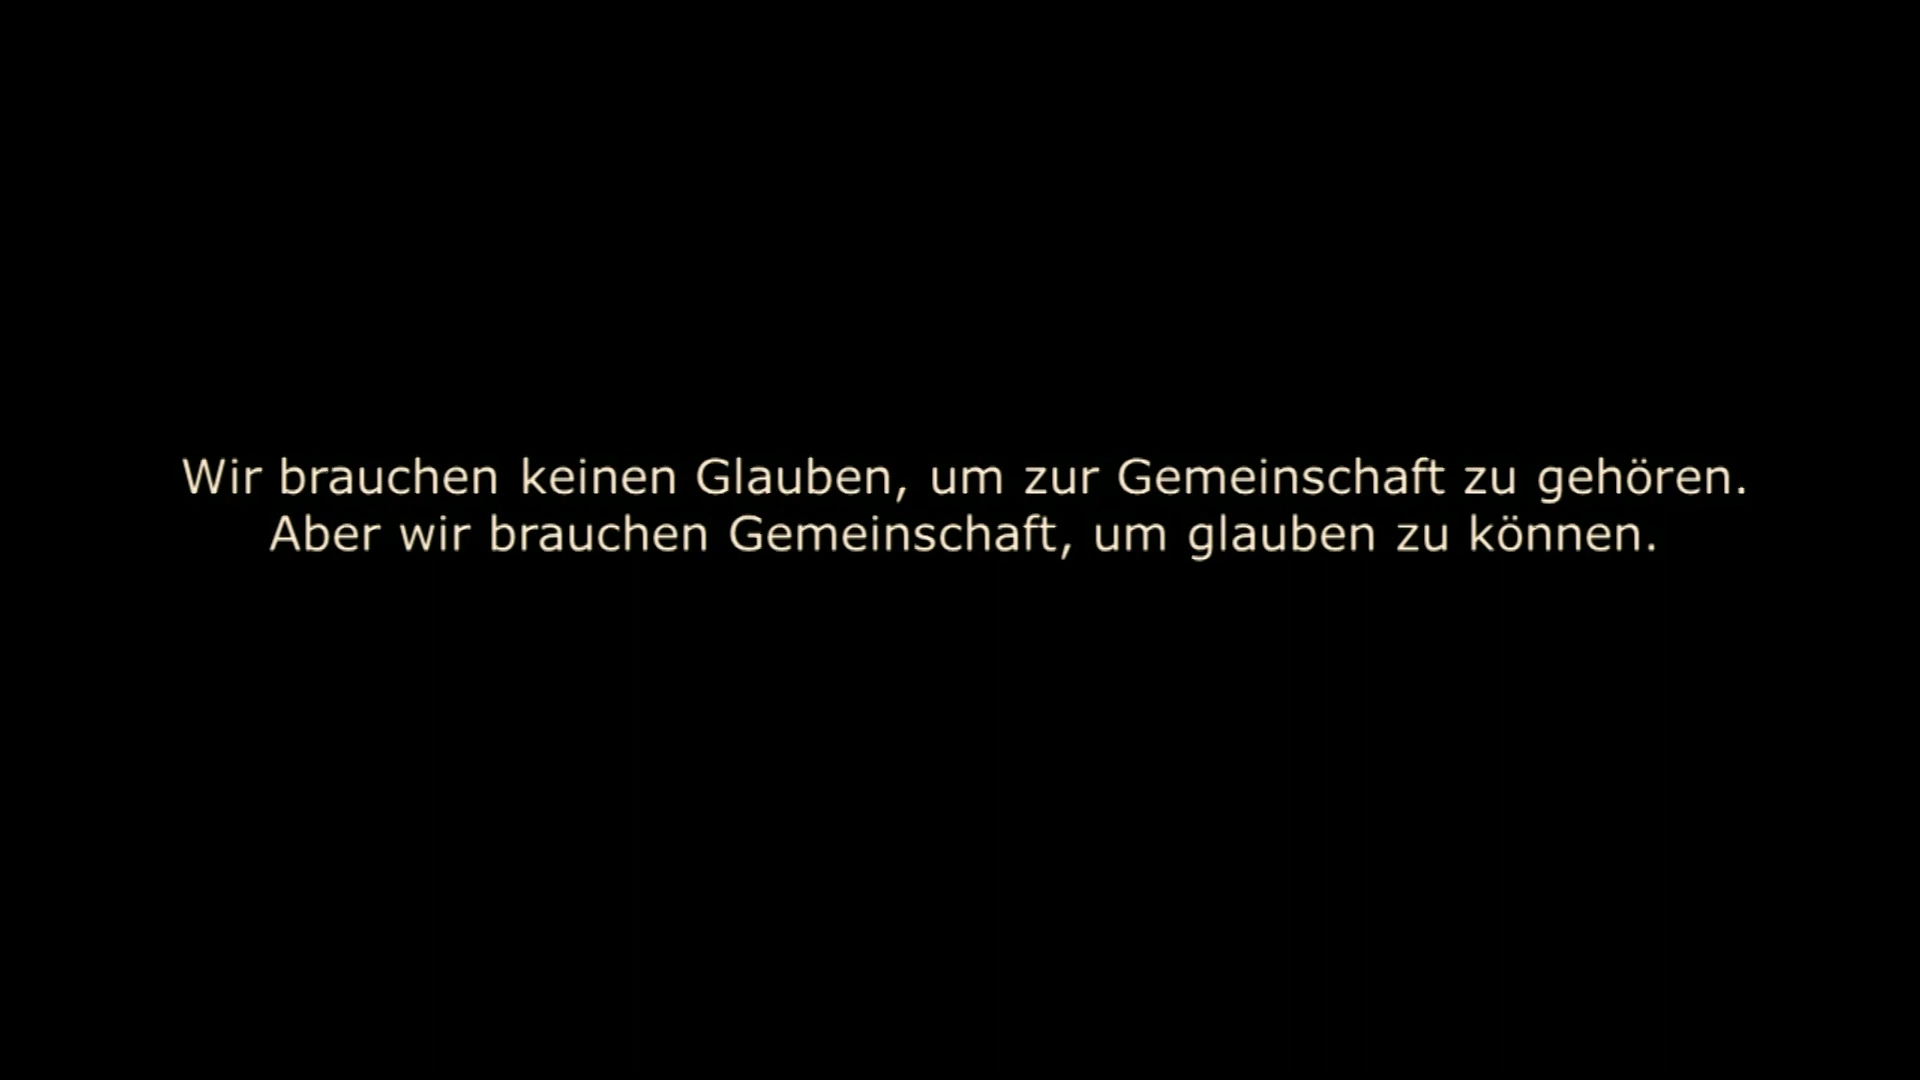 Wir brauchen keinen Glauben, um zur Gemeinschaft zu gehören.
Aber wir brauchen Gemeinschaft, um glauben zu können.